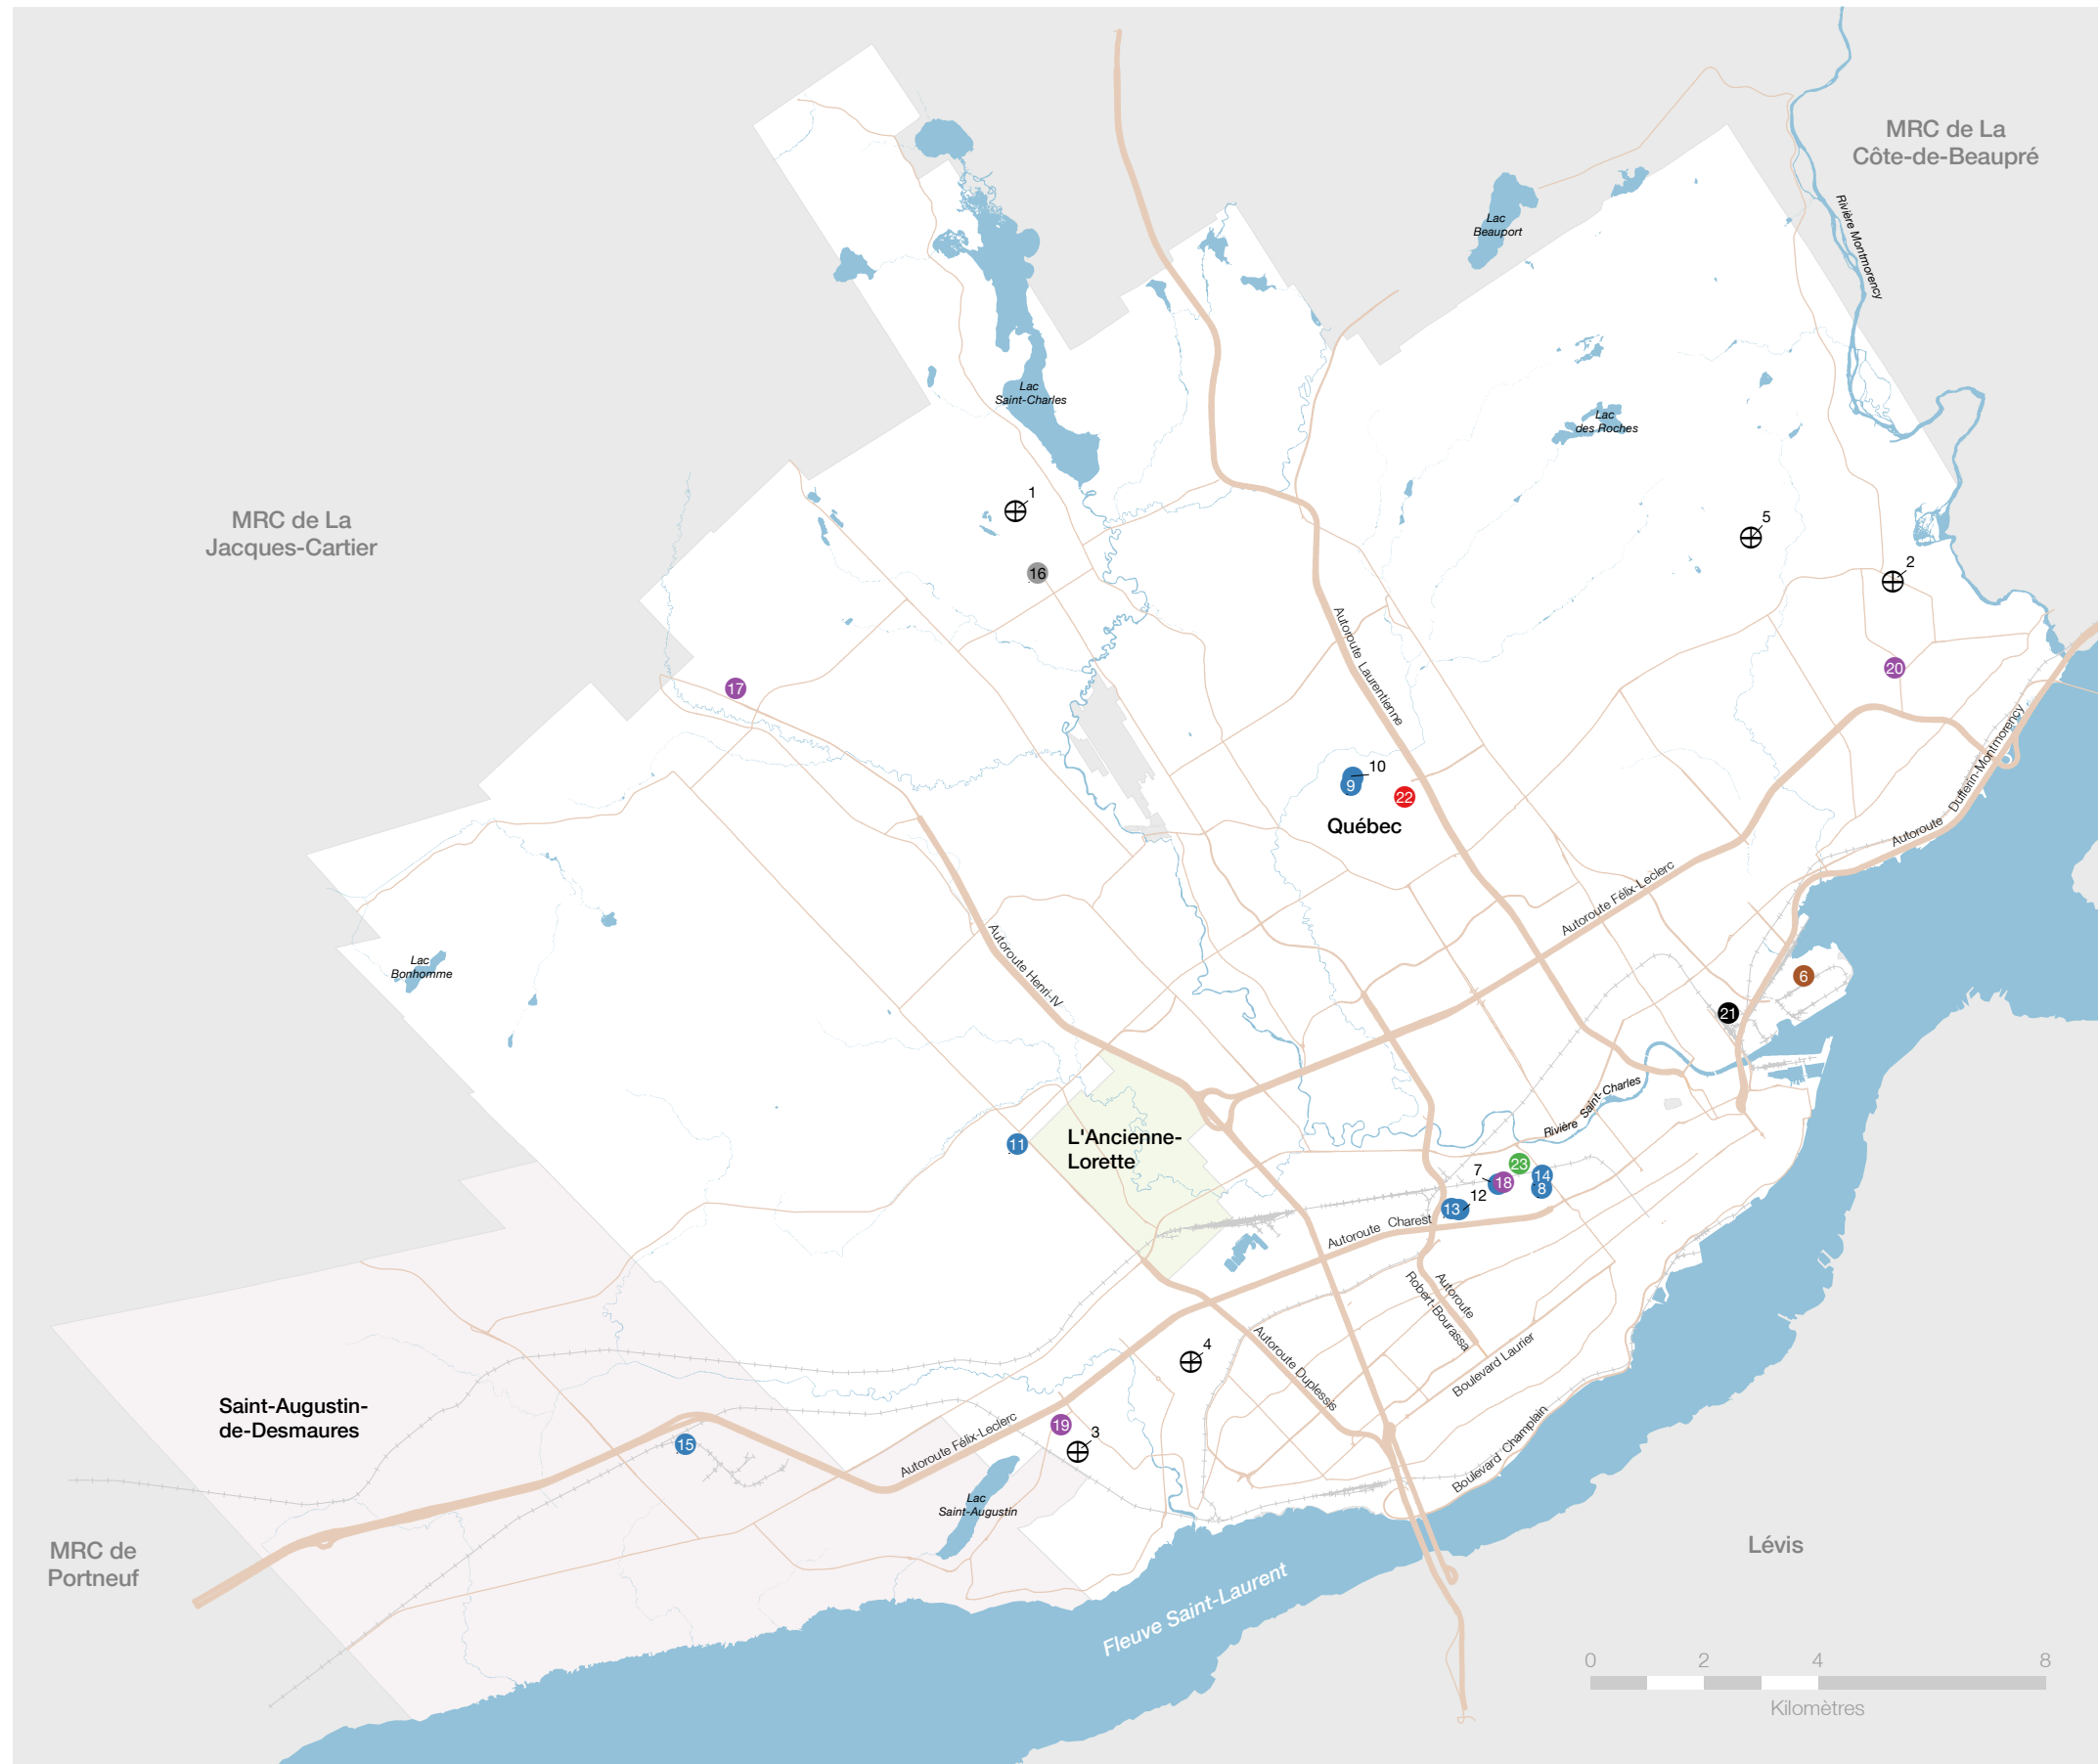 MRC de La
Côte-de-Beaupré
Rivière Montmorency
Lac
Beauport
Lac
Saint-Charles
Lac
des Roches
1
5
MRC de La
Jacques-Cartier
2
16
Autoroute Laurentienne
20
17
Autoroute Dufferin-Montmorency
10
9
22
Québec
Autoroute Félix-Leclerc
Lac
Bonhomme
Autoroute Henri-IV
6
21
Rivière Saint-Charles
L'Ancienne-
Lorette
11
23
7
18
14
8
12
13
Autoroute Charest
Autoroute
Robert-Bourassa
4
Autoroute Duplessis
Boulevard Laurier
Saint-Augustin-
de-Desmaures
19
3
15
Autoroute Félix-Leclerc
Boulevard Champlain
Lac
Saint-Augustin
MRC de
Portneuf
Lévis
Fleuve Saint-Laurent
0 2 4 8
Kilomètres